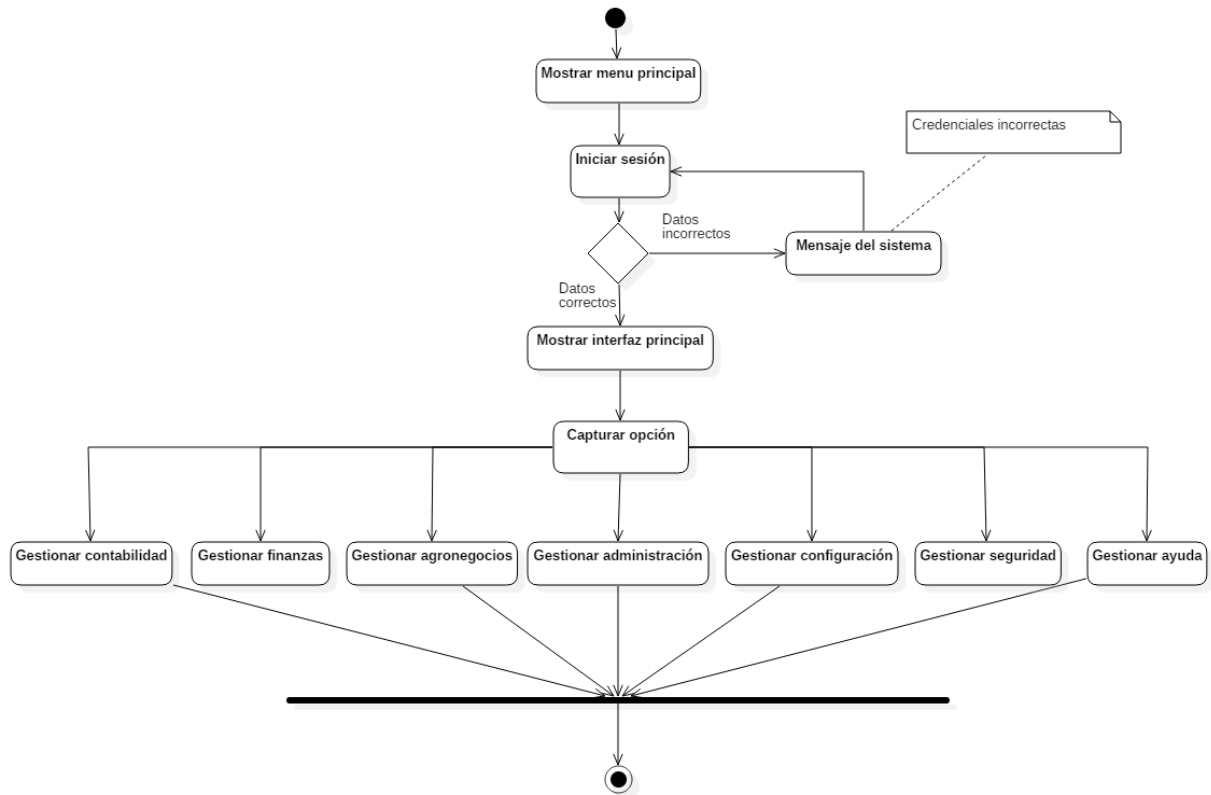 Mostrar menu principal
Credenciales incorrectas
Iniciar sesión
Datos
incorrectos
Mensaje del sistema
Datos
correctos
Mostrar interfaz principal
Capturar opción
Gestionar contabilidad
Gestionar finanzas
Gestionar agronegocios
Gestionar administración
Gestionar configuración
Gestionar seguridad
Gestionar ayuda